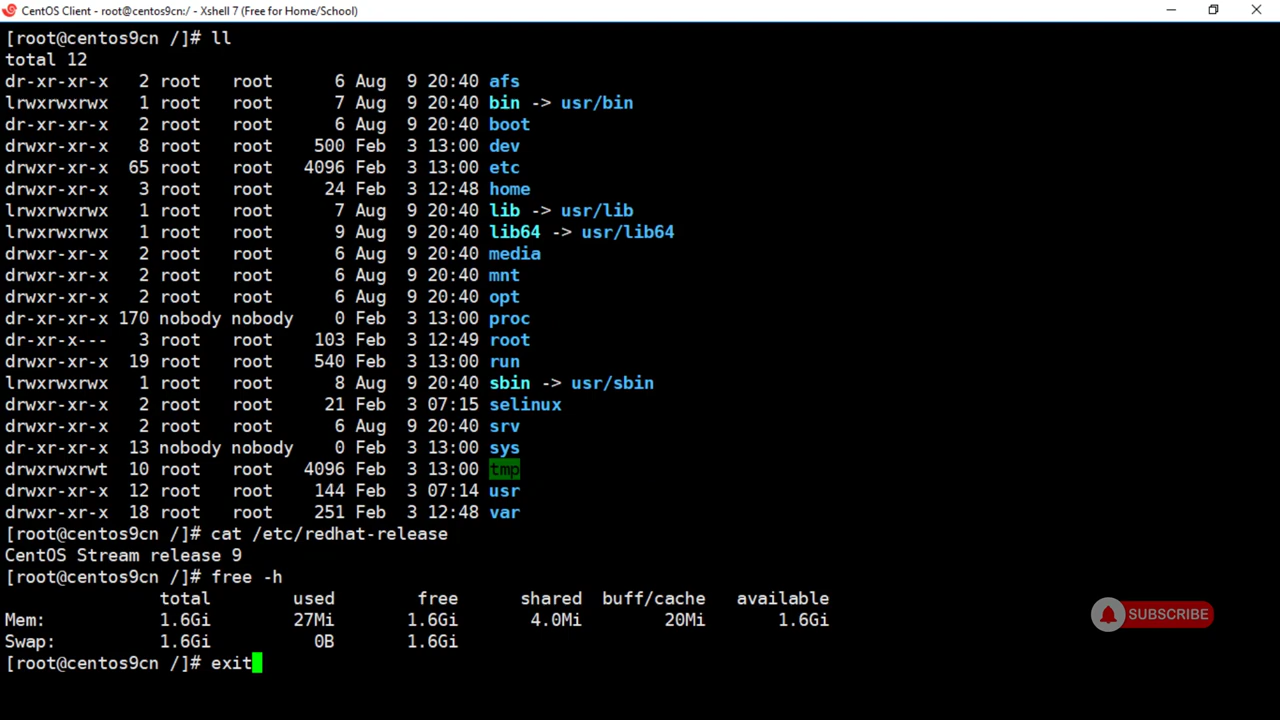 CentOS Client - root@centos9cn:/ - Xshell 7 (Free for Home/School)
[root@centos9cn /]# ll
total 12
dr-xr-xr-x   2 root   root        6 Aug  9 20:40 afs
lrwxrwxrwx   1 root   root        7 Aug  9 20:40 bin -> usr/bin
dr-xr-xr-x   2 root   root        6 Aug  9 20:40 boot
drwxr-xr-x   8 root   root      500 Feb  3 13:00 dev
drwxr-xr-x  65 root   root     4096 Feb  3 13:00 etc
drwxr-xr-x   3 root   root       24 Feb  3 12:48 home
lrwxrwxrwx   1 root   root        7 Aug  9 20:40 lib -> usr/lib
lrwxrwxrwx   1 root   root        9 Aug  9 20:40 lib64 -> usr/lib64
drwxr-xr-x   2 root   root        6 Aug  9 20:40 media
drwxr-xr-x   2 root   root        6 Aug  9 20:40 mnt
drwxr-xr-x   2 root   root        6 Aug  9 20:40 opt
dr-xr-xr-x 170 nobody nobody      0 Feb  3 13:00 proc
dr-xr-x---   3 root   root      103 Feb  3 12:49 root
drwxr-xr-x  19 root   root      540 Feb  3 13:00 run
lrwxrwxrwx   1 root   root        8 Aug  9 20:40 sbin -> usr/sbin
drwxr-xr-x   2 root   root       21 Feb  3 07:15 selinux
drwxr-xr-x   2 root   root        6 Aug  9 20:40 srv
dr-xr-xr-x  13 nobody nobody      0 Feb  3 13:00 sys
drwxrwxrwt  10 root   root     4096 Feb  3 13:00 tmp
drwxr-xr-x  12 root   root      144 Feb  3 07:14 usr
drwxr-xr-x  18 root   root      251 Feb  3 12:48 var
[root@centos9cn /]# cat /etc/redhat-release
CentOS Stream release 9
[root@centos9cn /]# free -h
               total        used        free      shared  buff/cache   available
Mem:           1.6Gi        27Mi       1.6Gi       4.0Mi        20Mi       1.6Gi
Swap:          1.6Gi          0B       1.6Gi
[root@centos9cn /]# exit
SUBSCRIBE